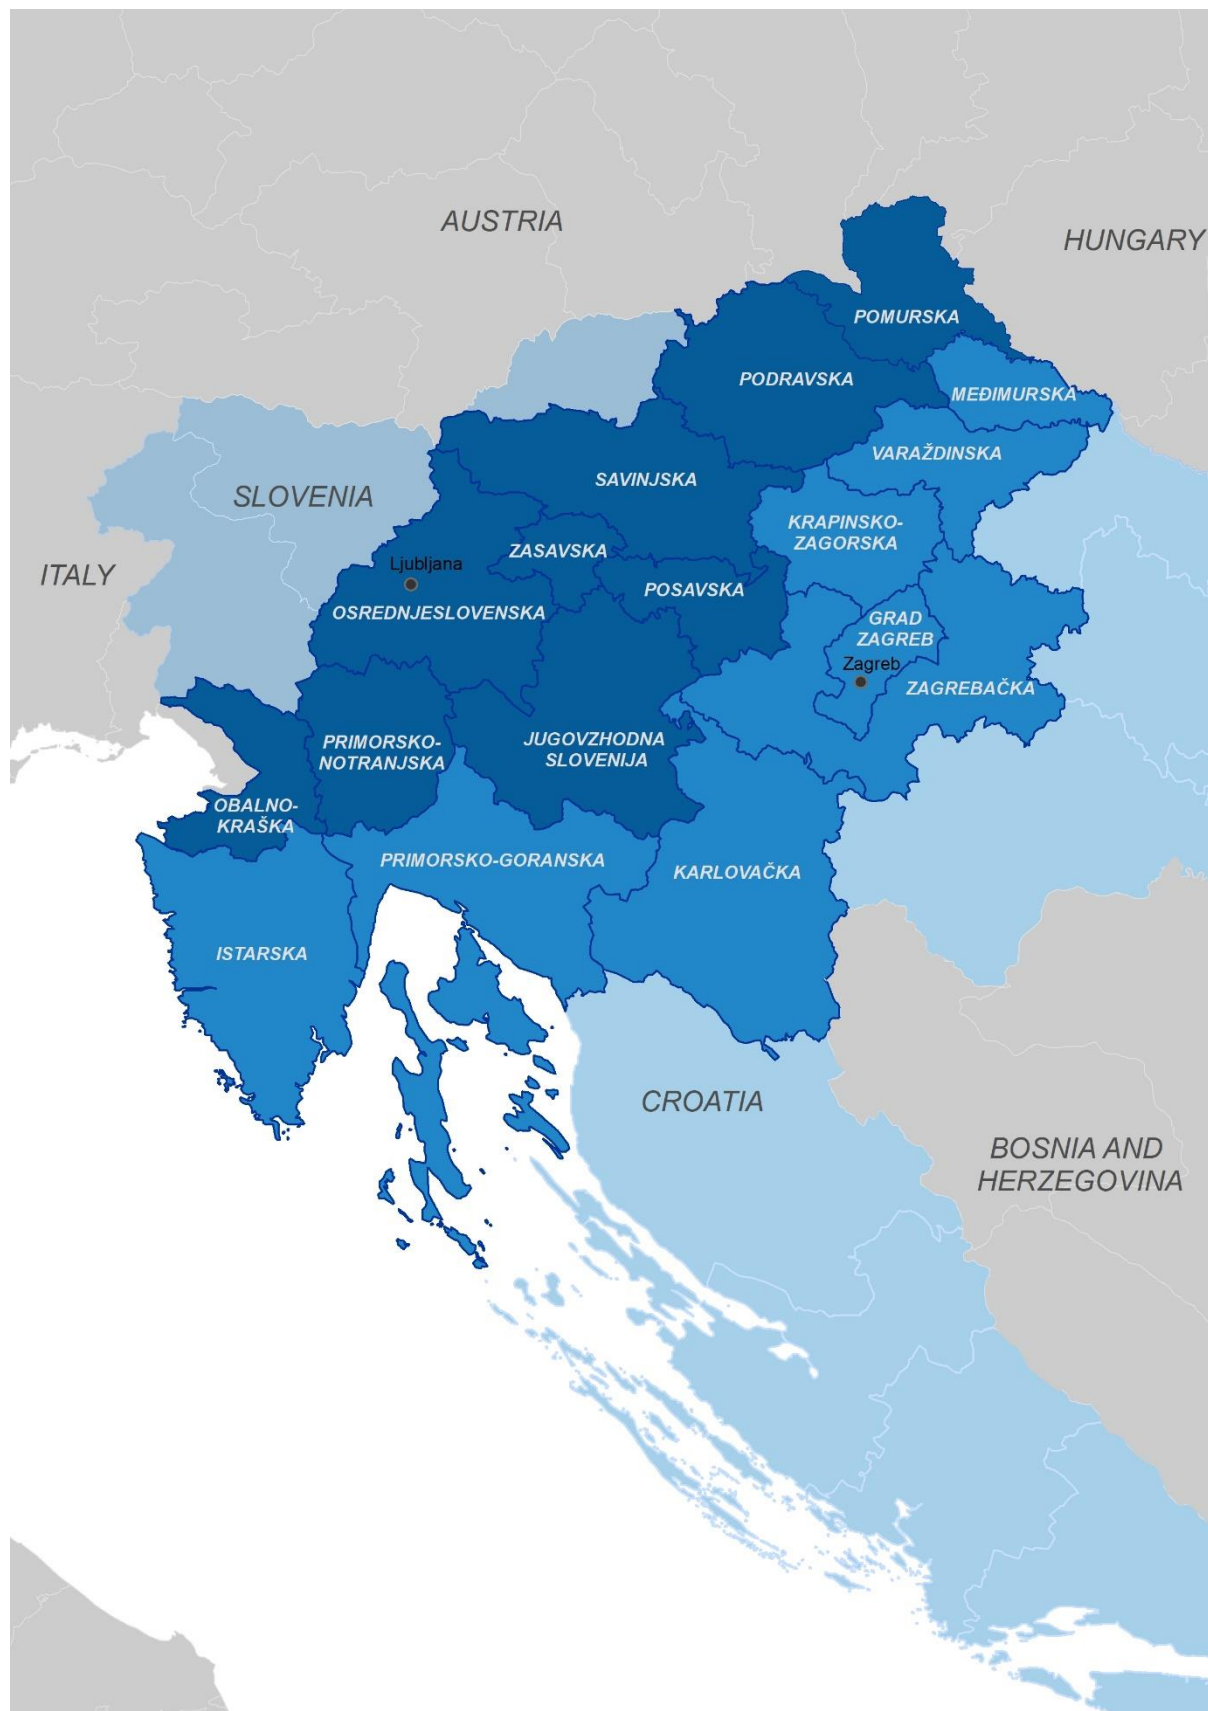 AUSTRIA
HUNGARY
POMURSKA
PODRAVSKA
MEĐIMURSKA
VARAŽDINSKA
SAVINJSKA
SLOVENIA
KRAPINSKO-
ZAGORSKA
ZASAVSKA
Ljubljana
ITALY
POSAVSKA
OSREDNJESLOVENSKA
GRAD
ZAGREB
Zagreb
ZAGREBAČKA
PRIMORSKO-
NOTRANJSKA
JUGOVZHODNA
SLOVENIJA
OBALNO-
KRAŠKA
PRIMORSKO-GORANSKA
KARLOVAČKA
ISTARSKA
CROATIA
BOSNIA AND
HERZEGOVINA